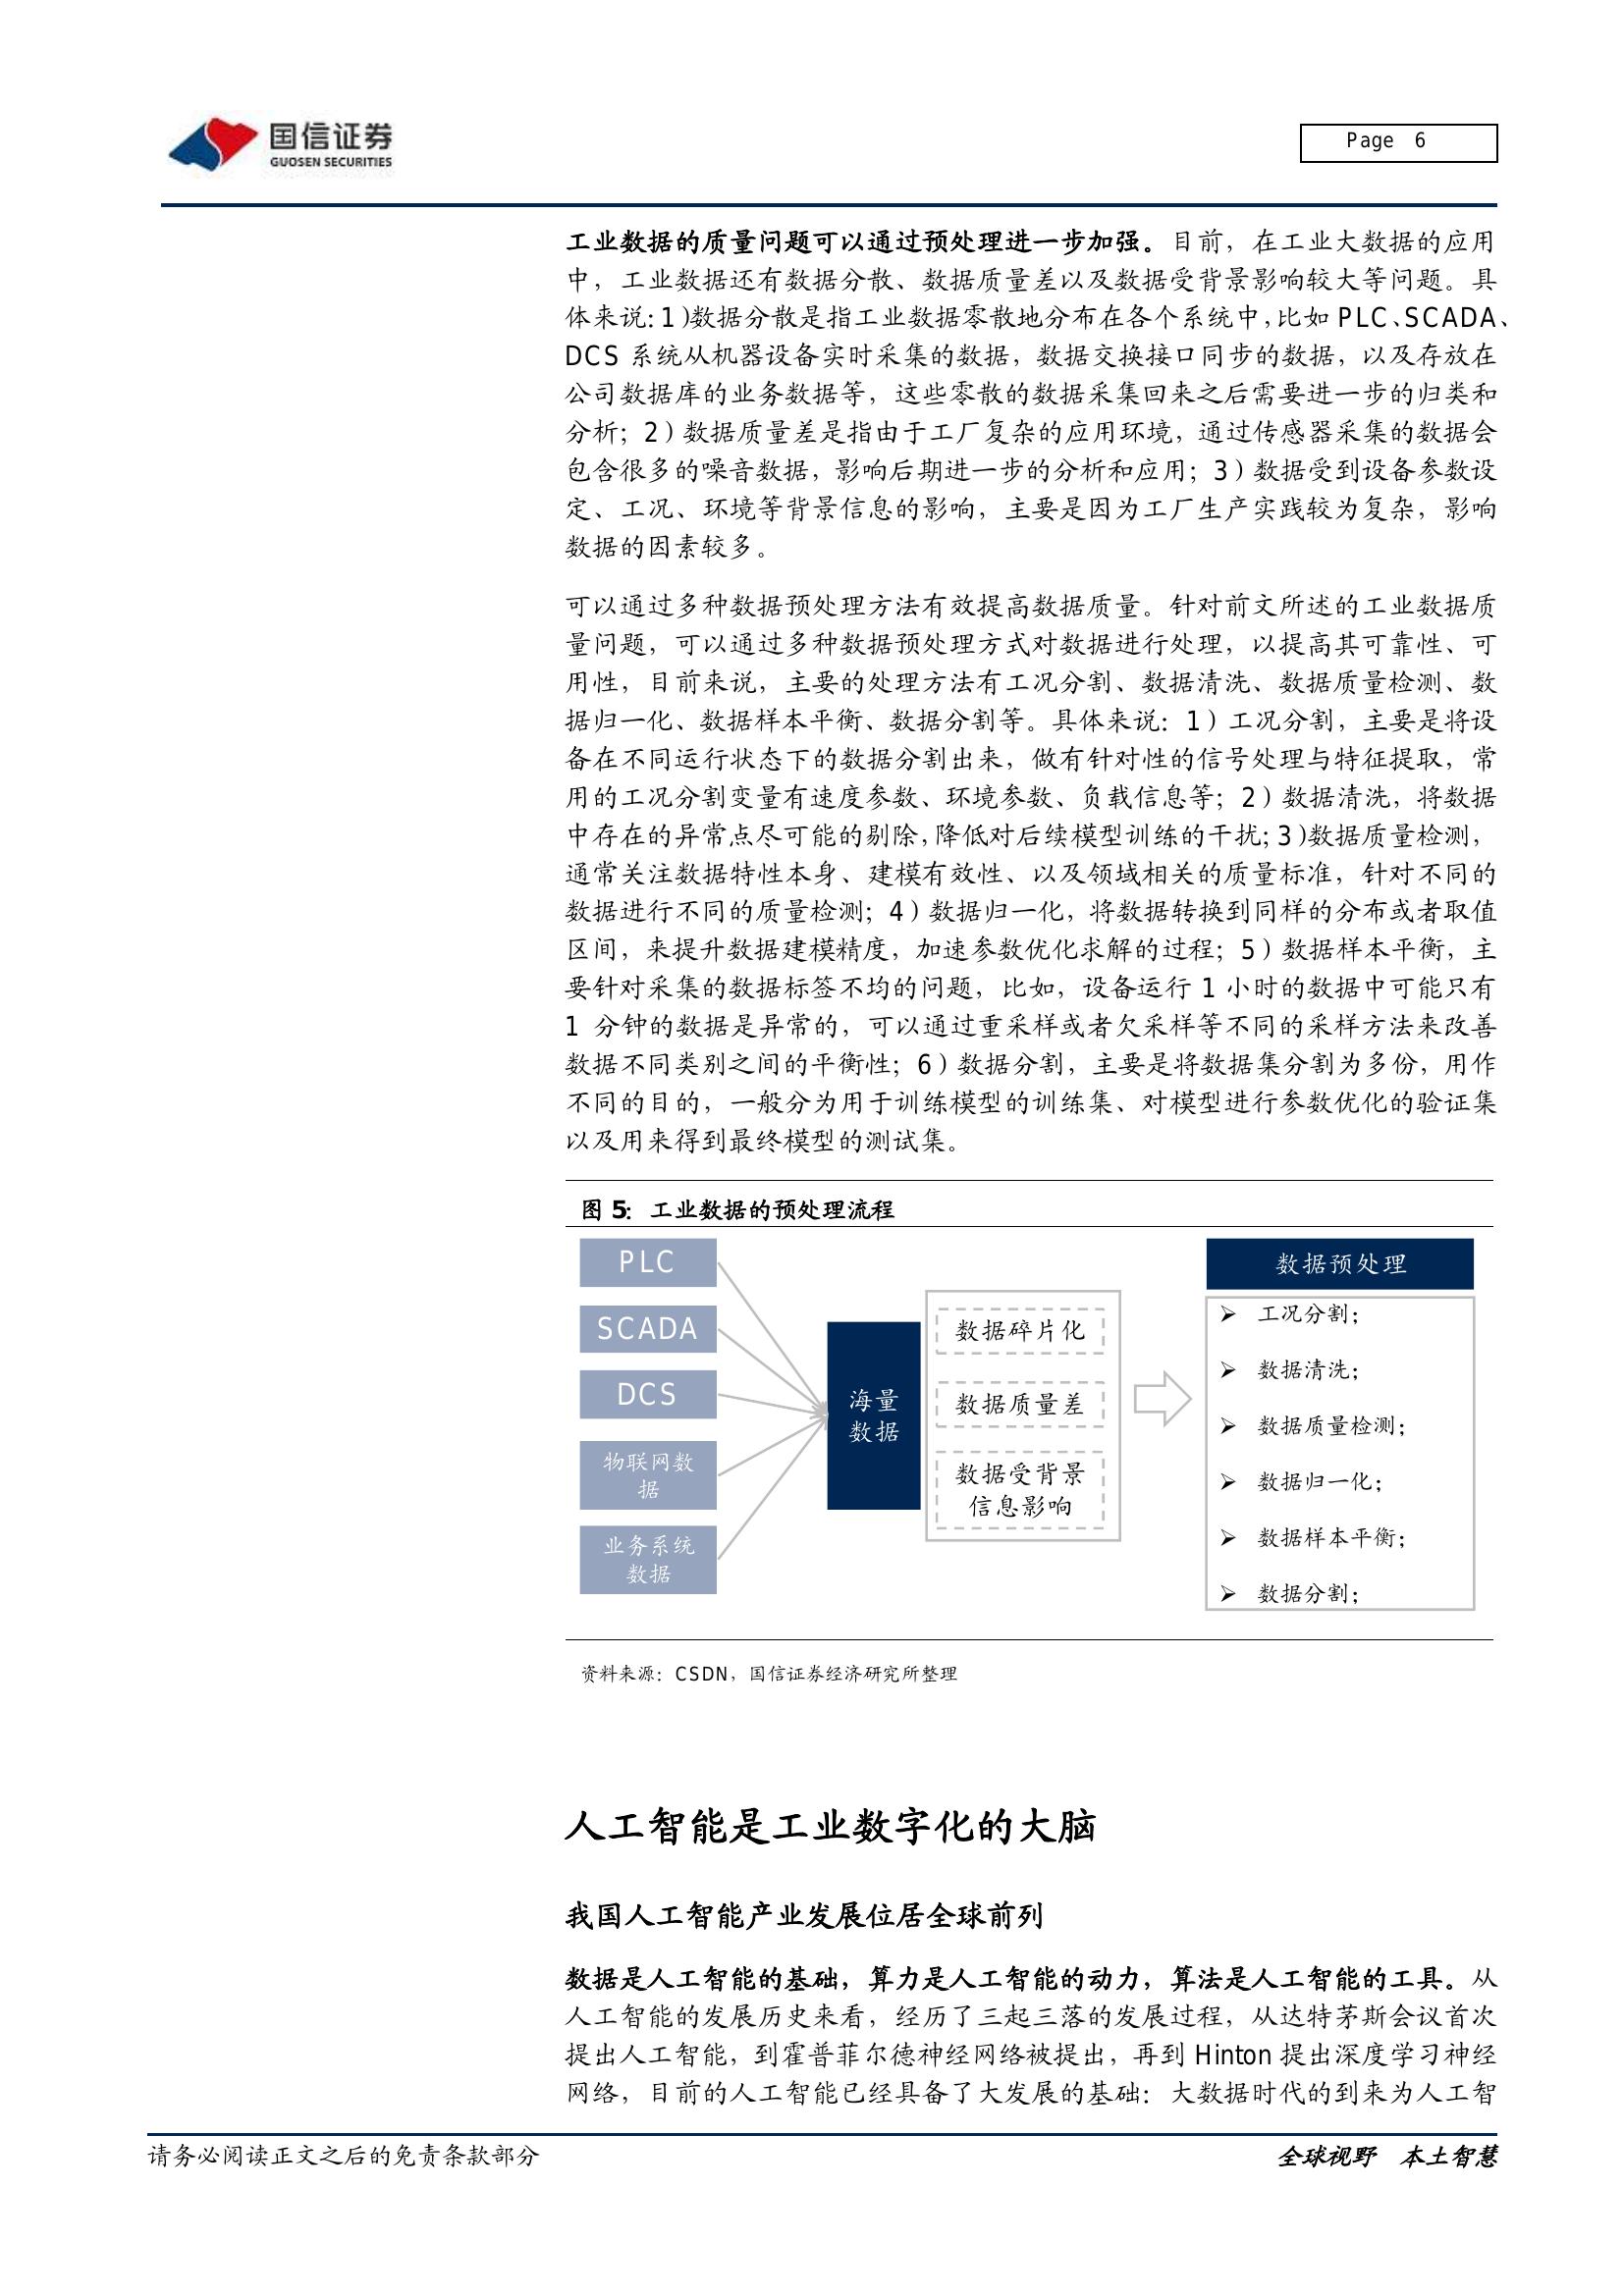 国信证券
GUOSEN SECURITIES
Page 6
工业数据的质量问题可以通过预处理进一步加强。目前，在工业大数据的应用
中，工业数据还有数据分散、数据质量差以及数据受背景影响较大等问题。具
体来说：1)数据分散是指工业数据零散地分布在各个系统中，比如 PLC、SCADA、
DCS 系统从机器设备实时采集的数据，数据交换接口同步的数据，以及存放在
公司数据库的业务数据等，这些零散的数据采集回来之后需要进一步的归类和
分析；2）数据质量差是指由于工厂复杂的应用环境，通过传感器采集的数据会
包含很多的噪音数据，影响后期进一步的分析和应用；3）数据受到设备参数设
定、工况、环境等背景信息的影响，主要是因为工厂生产实践较为复杂，影响
数据的因素较多。
可以通过多种数据预处理方法有效提高数据质量。针对前文所述的工业数据质
量问题，可以通过多种数据预处理方式对数据进行处理，以提高其可靠性、可
用性，目前来说，主要的处理方法有工况分割、数据清洗、数据质量检测、数
据归一化、数据样本平衡、数据分割等。具体来说：1）工况分割，主要是将设
备在不同运行状态下的数据分割出来，做有针对性的信号处理与特征提取，常
用的工况分割变量有速度参数、环境参数、负载信息等；2）数据清洗，将数据
中存在的异常点尽可能的剔除，降低对后续模型训练的干扰；3)数据质量检测，
通常关注数据特性本身、建模有效性、以及领域相关的质量标准，针对不同的
数据进行不同的质量检测；4）数据归一化，将数据转换到同样的分布或者取值
区间，来提升数据建模精度，加速参数优化求解的过程；5）数据样本平衡，主
要针对采集的数据标签不均的问题，比如，设备运行 1 小时的数据中可能只有
1 分钟的数据是异常的，可以通过重采样或者欠采样等不同的采样方法来改善
数据不同类别之间的平衡性；6）数据分割，主要是将数据集分割为多份，用作
不同的目的，一般分为用于训练模型的训练集、对模型进行参数优化的验证集
以及用来得到最终模型的测试集。
图 5：工业数据的预处理流程
PLC
SCADA
DCS
物联网数
据
业务系统
数据
海量
数据
数据碎片化
数据质量差
数据受背景
信息影响
数据预处理
➢ 工况分割；
➢ 数据清洗；
➢ 数据质量检测；
➢ 数据归一化；
➢ 数据样本平衡；
➢ 数据分割；
资料来源：CSDN，国信证券经济研究所整理
人工智能是工业数字化的大脑
我国人工智能产业发展位居全球前列
数据是人工智能的基础，算力是人工智能的动力，算法是人工智能的工具。从
人工智能的发展历史来看，经历了三起三落的发展过程，从达特茅斯会议首次
提出人工智能，到霍普菲尔德神经网络被提出，再到 Hinton 提出深度学习神经
网络，目前的人工智能已经具备了大发展的基础：大数据时代的到来为人工智
请务必阅读正文之后的免责条款部分
全球视野 本土智慧